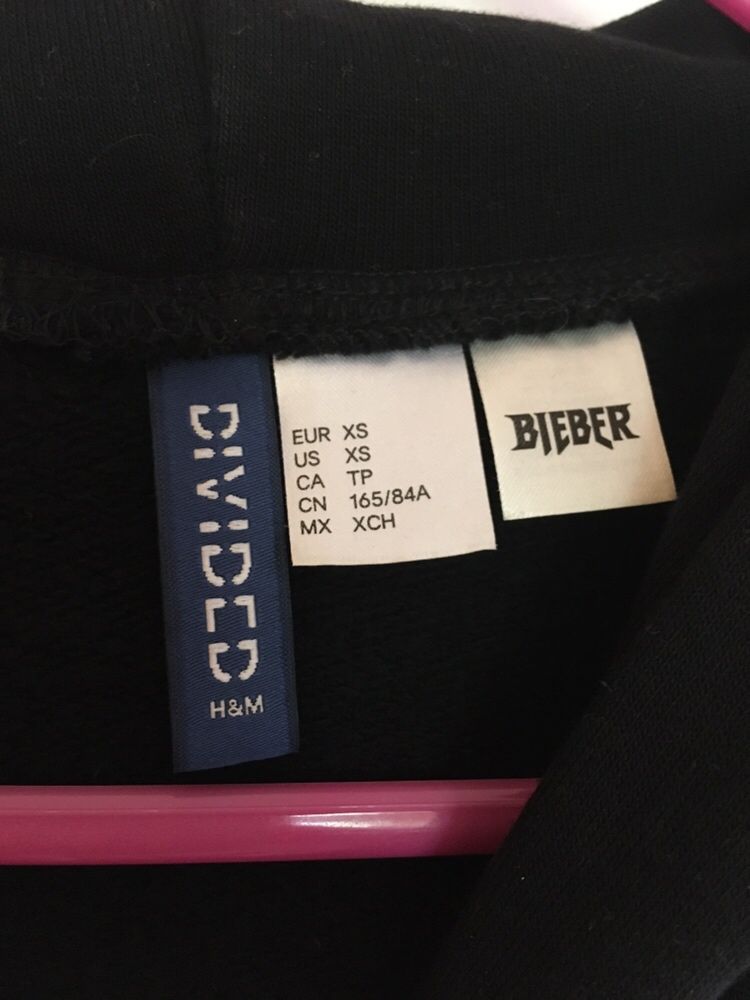 DIVIDED
H&M
EUR XS
US XS
CA TP
CN 165/84A
MX XCH
BIEBER